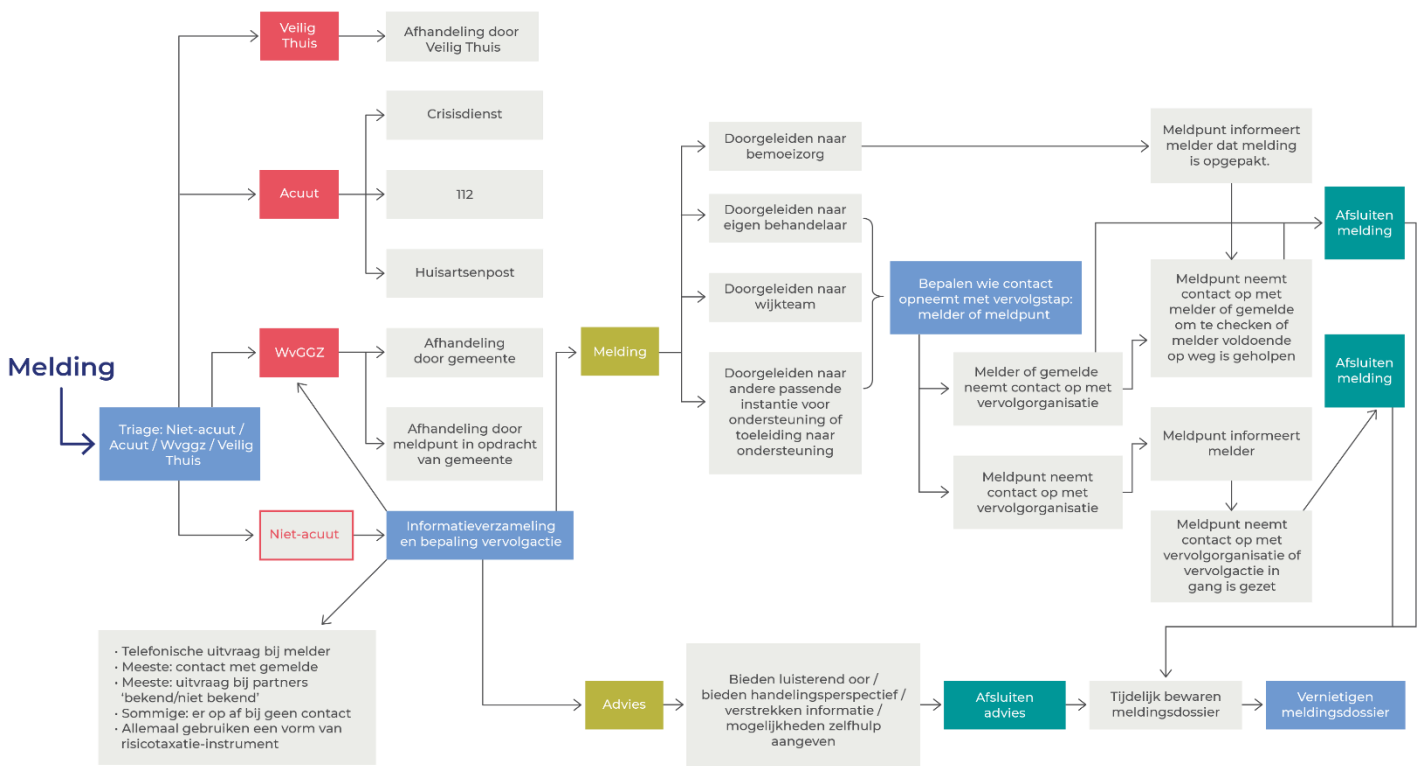 Melding
Triage: Niet-acuut /
Acuut / Wvggz / Veilig
Thuis
Veilig
Thuis
Afhandeling door
Veilig Thuis
Acuut
Crisisdienst
112
Huisartsenpost
WvGGZ
Afhandeling
door gemeente
Afhandeling door
meldpunt in opdracht
van gemeente
Niet-acuut
Informatieverzameling
en bepaling vervolgactie
· Telefonische uitvraag bij melder
· Meeste: contact met gemelde
· Meeste: uitvraag bij partners
‘bekend/niet bekend’
· Sommige: er op af bij geen contact
· Allemaal gebruiken een vorm van
risicotaxatie-instrument
Melding
Doorgeleiden naar
bemoeizorg
Doorgeleiden naar
eigen behandelaar
Doorgeleiden naar
wijkteam
Doorgeleiden naar
andere passende
instantie voor
ondersteuning of
toeleiding naar
ondersteuning
Bepalen wie contact
opneemt met vervolgstap:
melder of meldpunt
Melder of gemelde
neemt contact op met
vervolgorganisatie
Meldpunt neemt
contact op met
vervolgorganisatie
Meldpunt informeert
melder dat melding
is opgepakt.
Meldpunt neemt
contact op met
melder of gemelde
om te checken of
melder voldoende
op weg is geholpen
Meldpunt informeert
melder
Meldpunt neemt
contact op met
vervolgorganisatie of
vervolgactie in
gang is gezet
Afsluiten
melding
Afsluiten
melding
Advies
Bieden luisterend oor /
bieden handelingsperspectief /
verstrekken informatie /
mogelijkheden zelfhulp
aangeven
Afsluiten
advies
Tijdelijk bewaren
meldingsdossier
Vernietigen
meldingsdossier